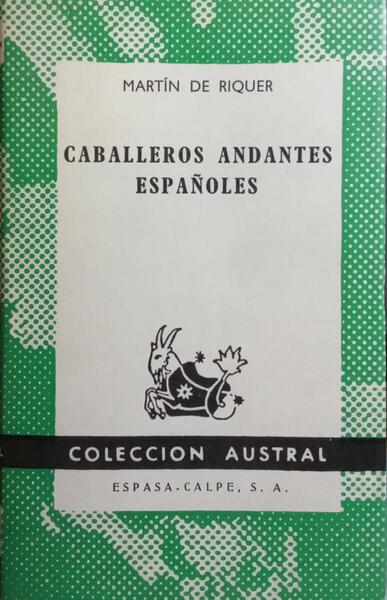 MARTÍN DE RIQUER
CABALLEROS ANDANTES
ESPAÑOLES
COLECCION AUSTRAL
ESPASA-CALPE, S. A.